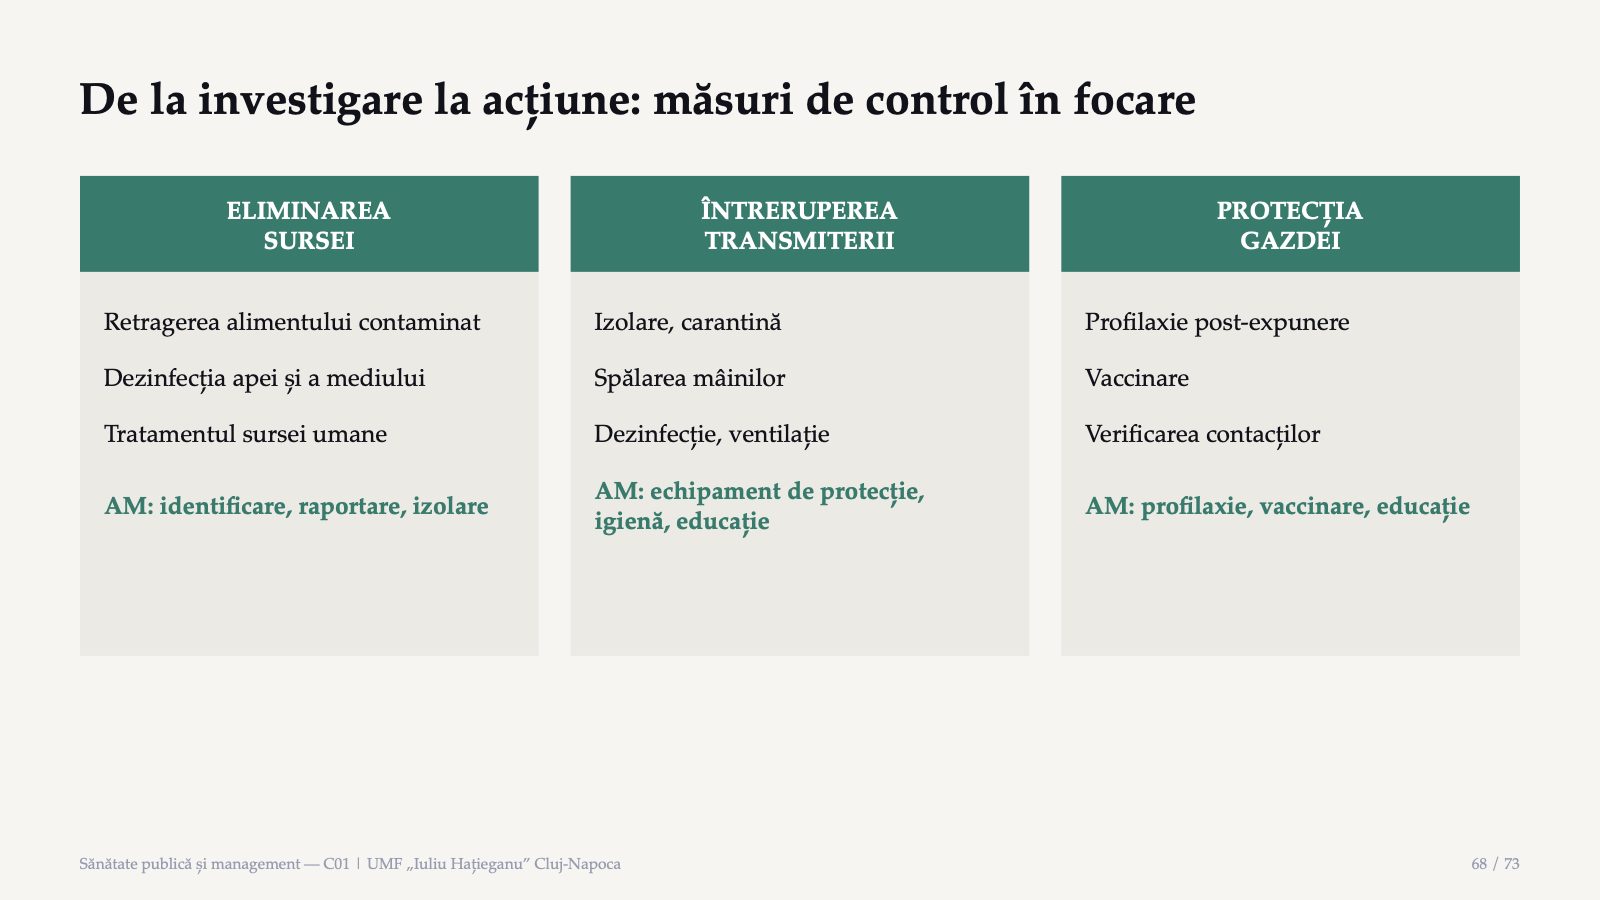 De la investigare la acțiune: măsuri de control în focare
ELIMINAREA
SURSEI
Retragerea alimentului contaminat
Dezinfecția apei și a mediului
Tratamentul sursei umane
AM: identificare, raportare, izolare
ÎNTRERUPEREA
TRANSMITERII
Izolare, carantină
Spălarea mâinilor
Dezinfecție, ventilație
AM: echipament de protecție,
igienă, educație
PROTECȚIA
GAZDEI
Profilaxie post-expunere
Vaccinare
Verificarea contacților
AM: profilaxie, vaccinare, educație
Sănătate publică și management — C01 | UMF „Iuliu Hațieganu” Cluj-Napoca
68 / 73